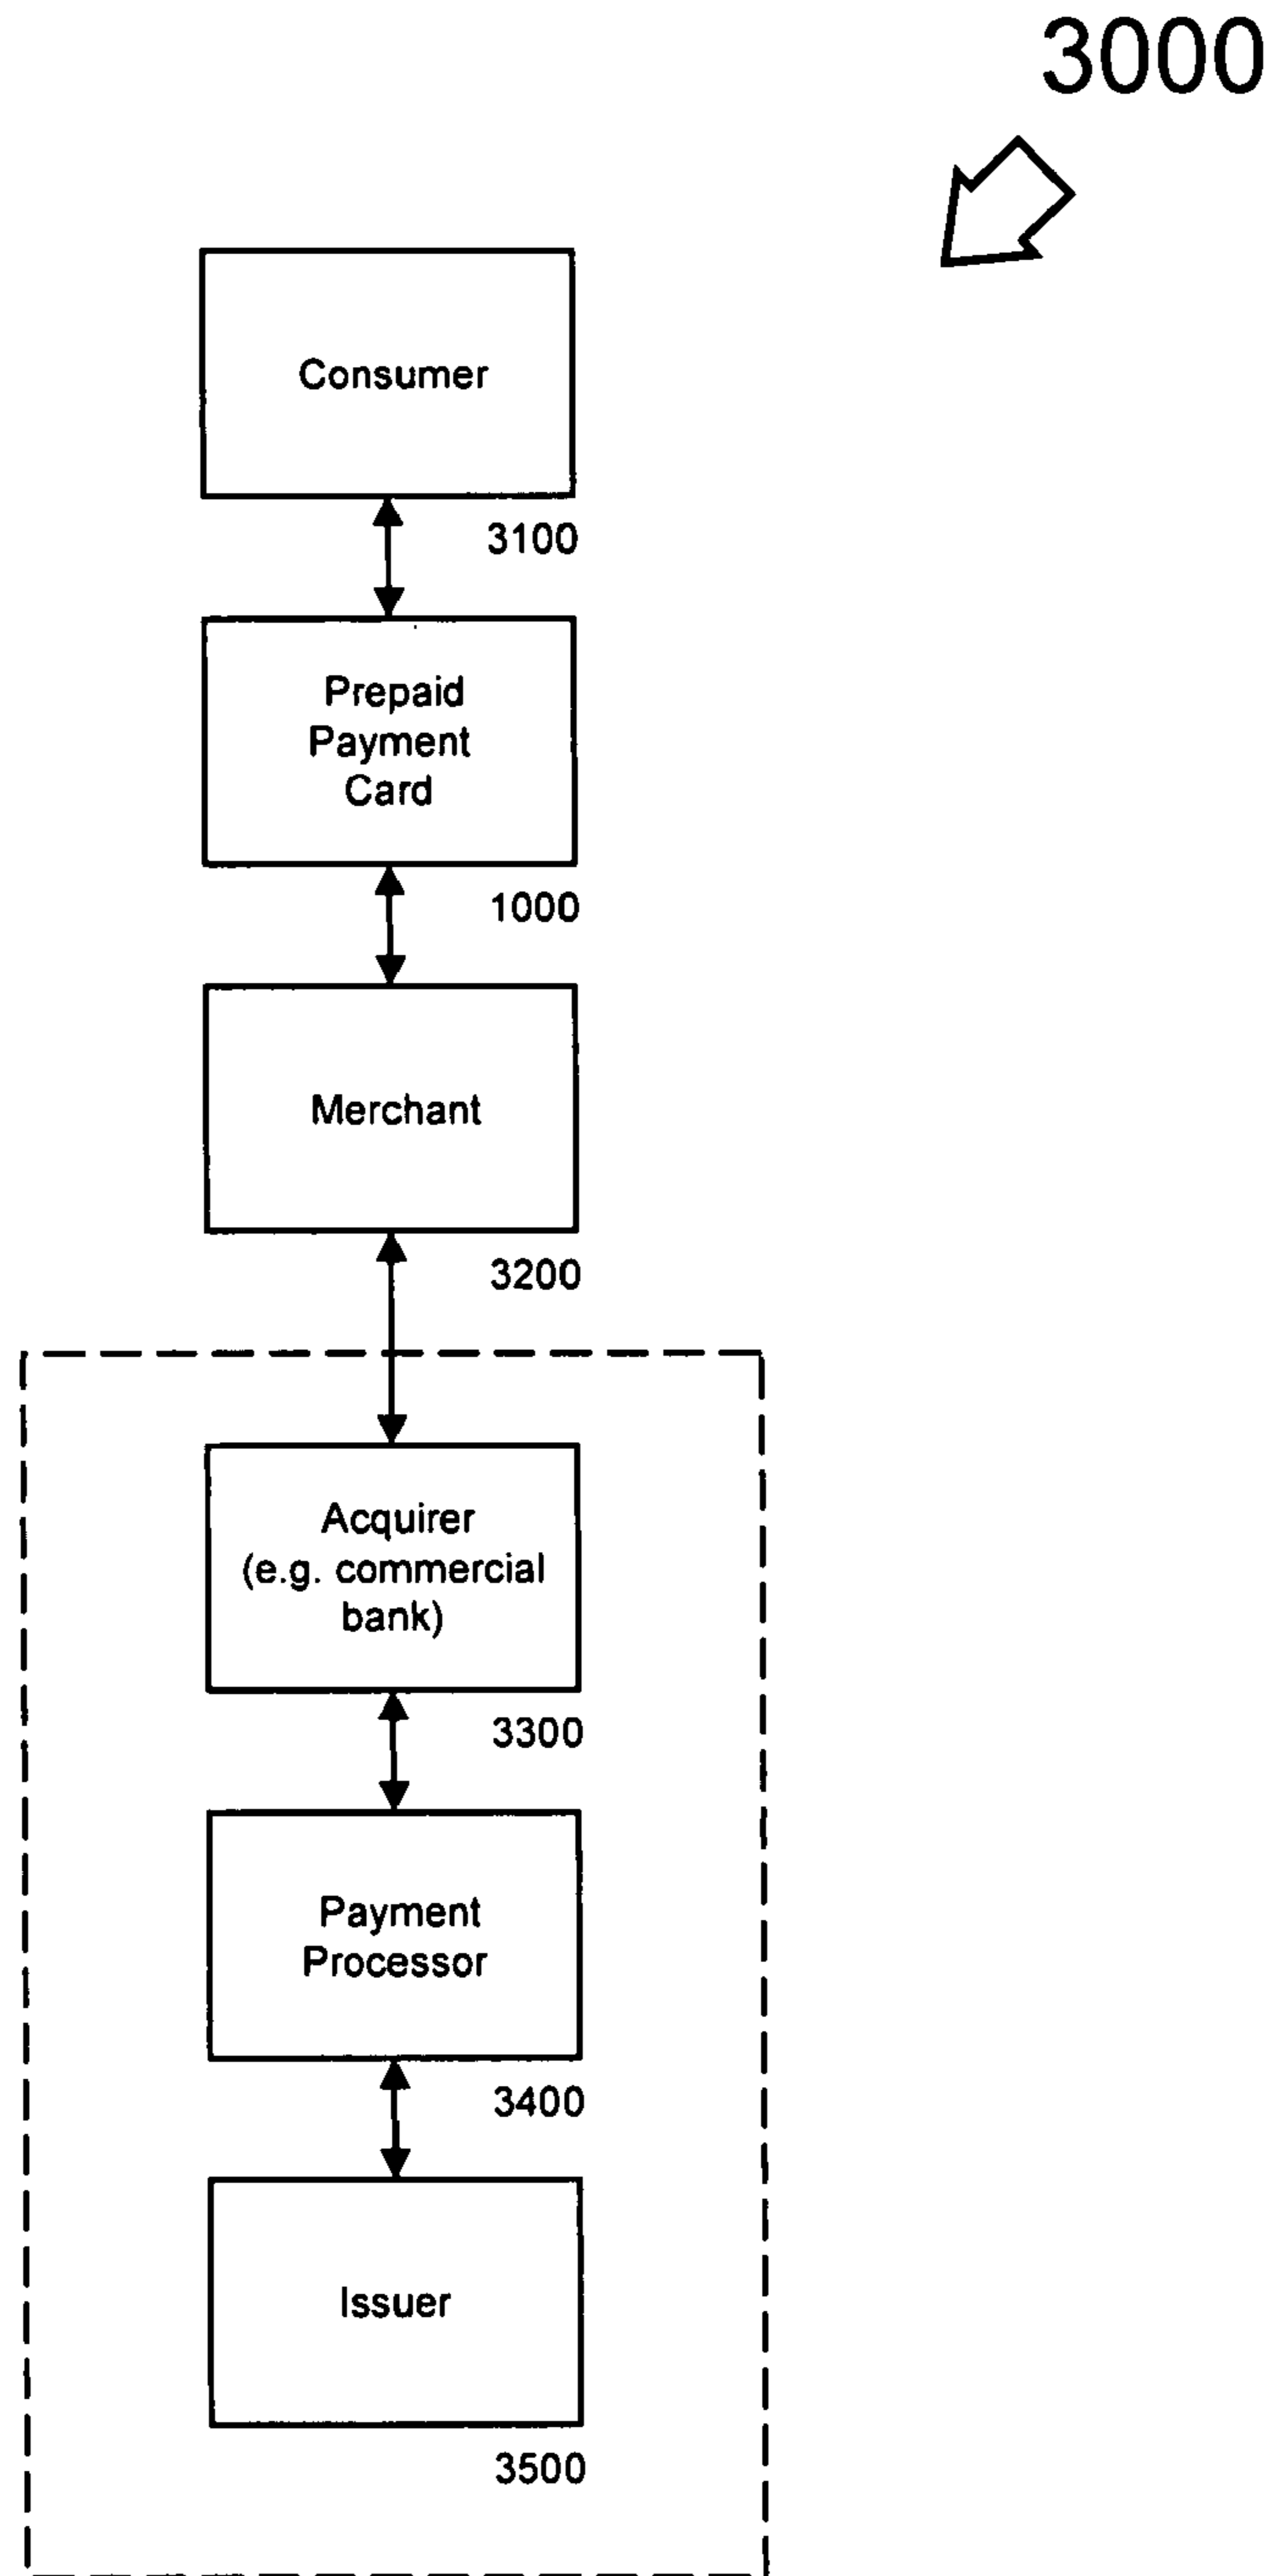 3000
Consumer
3100
Prepaid
Payment
Card
1000
Merchant
3200
Acquirer
(e.g. commercial
bank)
3300
Payment
Processor
3400
Issuer
3500